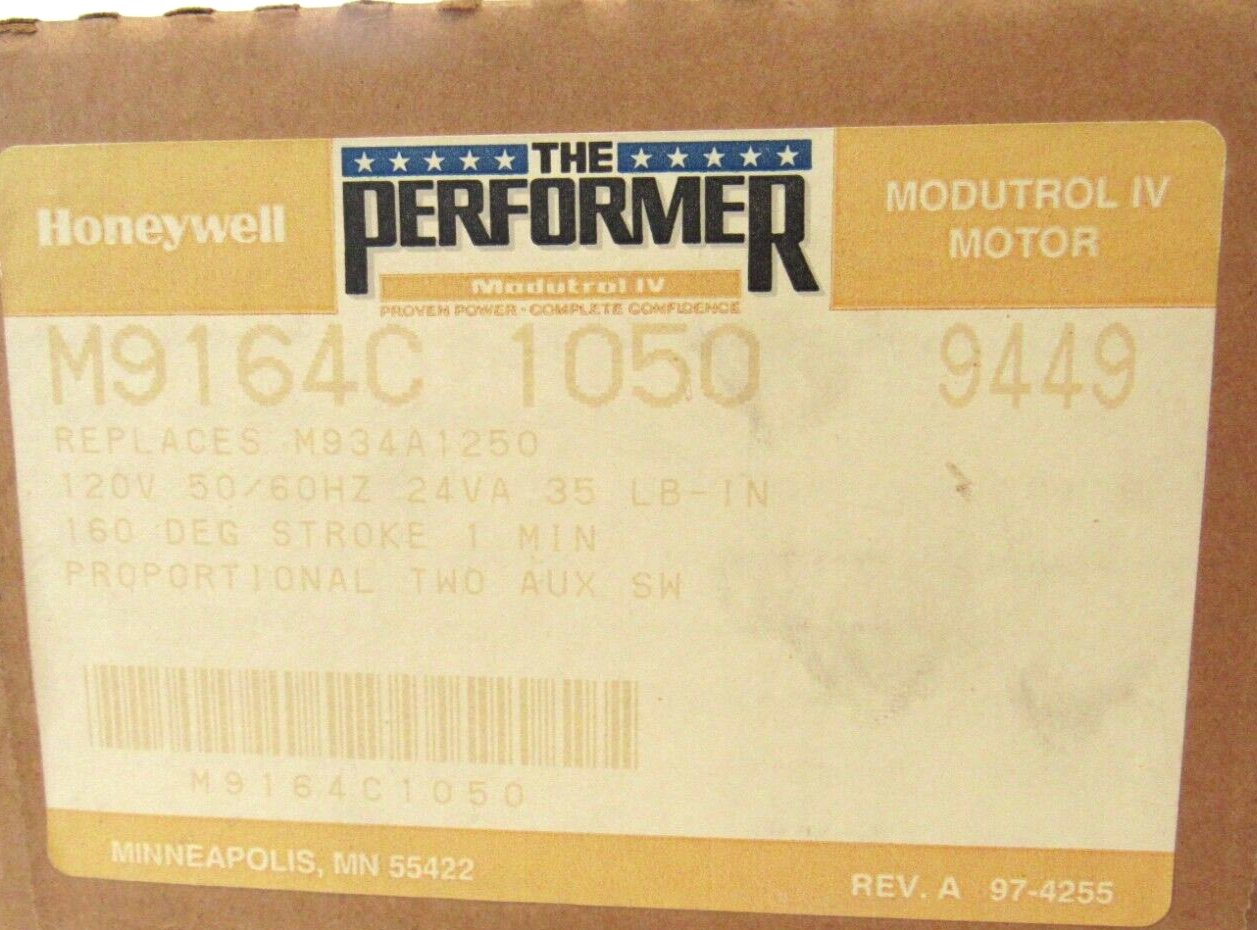 Honeywell
THE
PERFORMER
Modutrol IV
PROVEN POWER • COMPLETE CONFIDENCE
MODUTROL IV
MOTOR
M9164C 1050 9449
REPLACES M934A1250
120V 50/60HZ 24VA 35 LB-IN
160 DEG STROKE 1 MIN
PROPORTIONAL TWO AUX SW
M9164C1050
MINNEAPOLIS, MN 55422
REV. A 97-4255